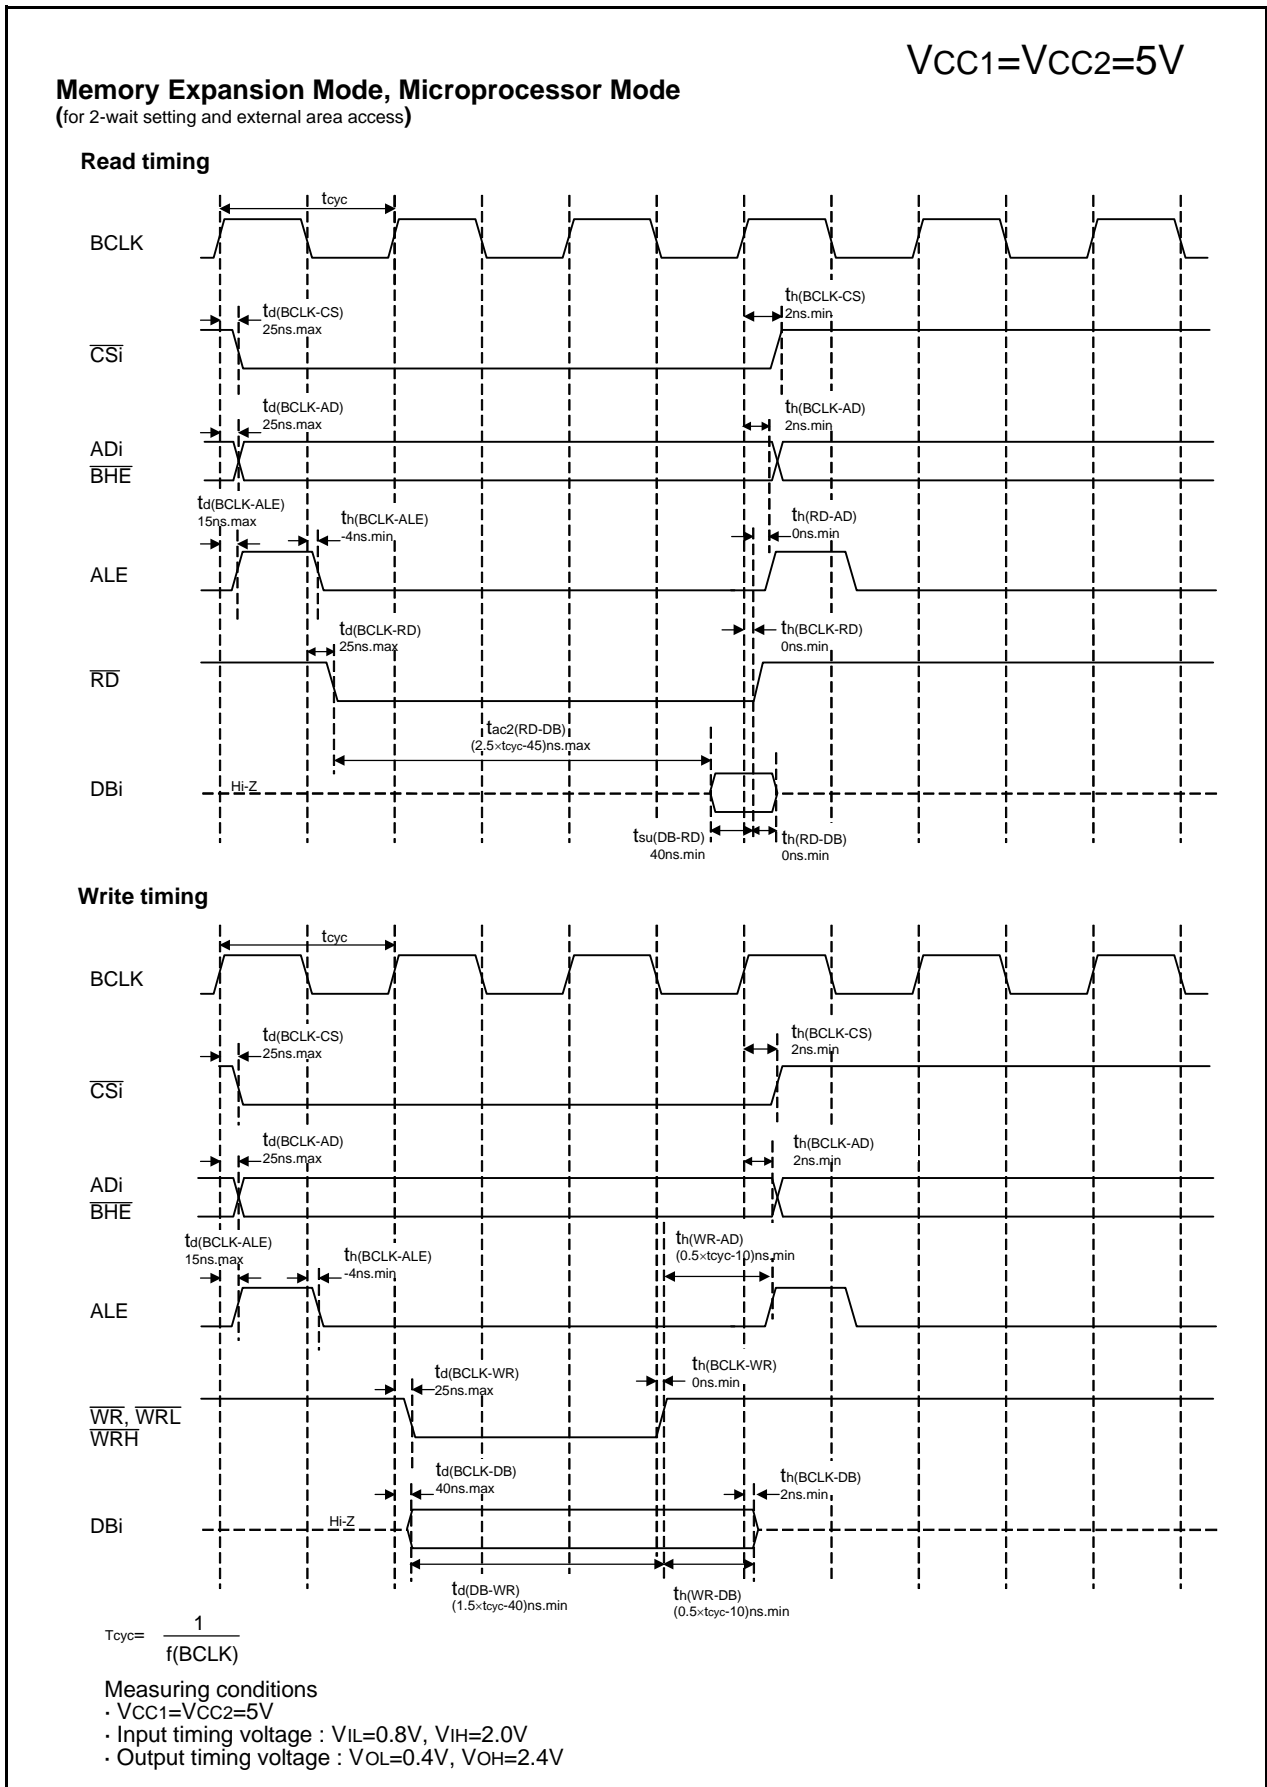 VCC1=VCC2=5V
Memory Expansion Mode, Microprocessor Mode
(for 2-wait setting and external area access)
Read timing
tcyc
BCLK
td(BCLK-CS)
25ns.max
th(BCLK-CS)
2ns.min
CSi
td(BCLK-AD)
25ns.max
th(BCLK-AD)
2ns.min
ADi
BHE
td(BCLK-ALE)
15ns.max
th(BCLK-ALE)
-4ns.min
th(RD-AD)
0ns.min
ALE
td(BCLK-RD)
25ns.max
th(BCLK-RD)
0ns.min
RD
tac2(RD-DB)
(2.5×tcyc-45)ns.max
DBi
Hi-Z
tsu(DB-RD)
40ns.min
th(RD-DB)
0ns.min
Write timing
tcyc
BCLK
td(BCLK-CS)
25ns.max
th(BCLK-CS)
2ns.min
CSi
td(BCLK-AD)
25ns.max
th(BCLK-AD)
2ns.min
ADi
BHE
td(BCLK-ALE)
15ns.max
th(BCLK-ALE)
-4ns.min
th(WR-AD)
(0.5×tcyc-10)ns.min
ALE
td(BCLK-WR)
25ns.max
th(BCLK-WR)
0ns.min
WR, WRL
WRH
td(BCLK-DB)
40ns.max
th(BCLK-DB)
2ns.min
DBi
Hi-Z
td(DB-WR)
(1.5×tcyc-40)ns.min
th(WR-DB)
(0.5×tcyc-10)ns.min
Tcyc=
1
f(BCLK)
Measuring conditions
· VCC1=VCC2=5V
· Input timing voltage : VIL=0.8V, VIH=2.0V
· Output timing voltage : VOL=0.4V, VOH=2.4V